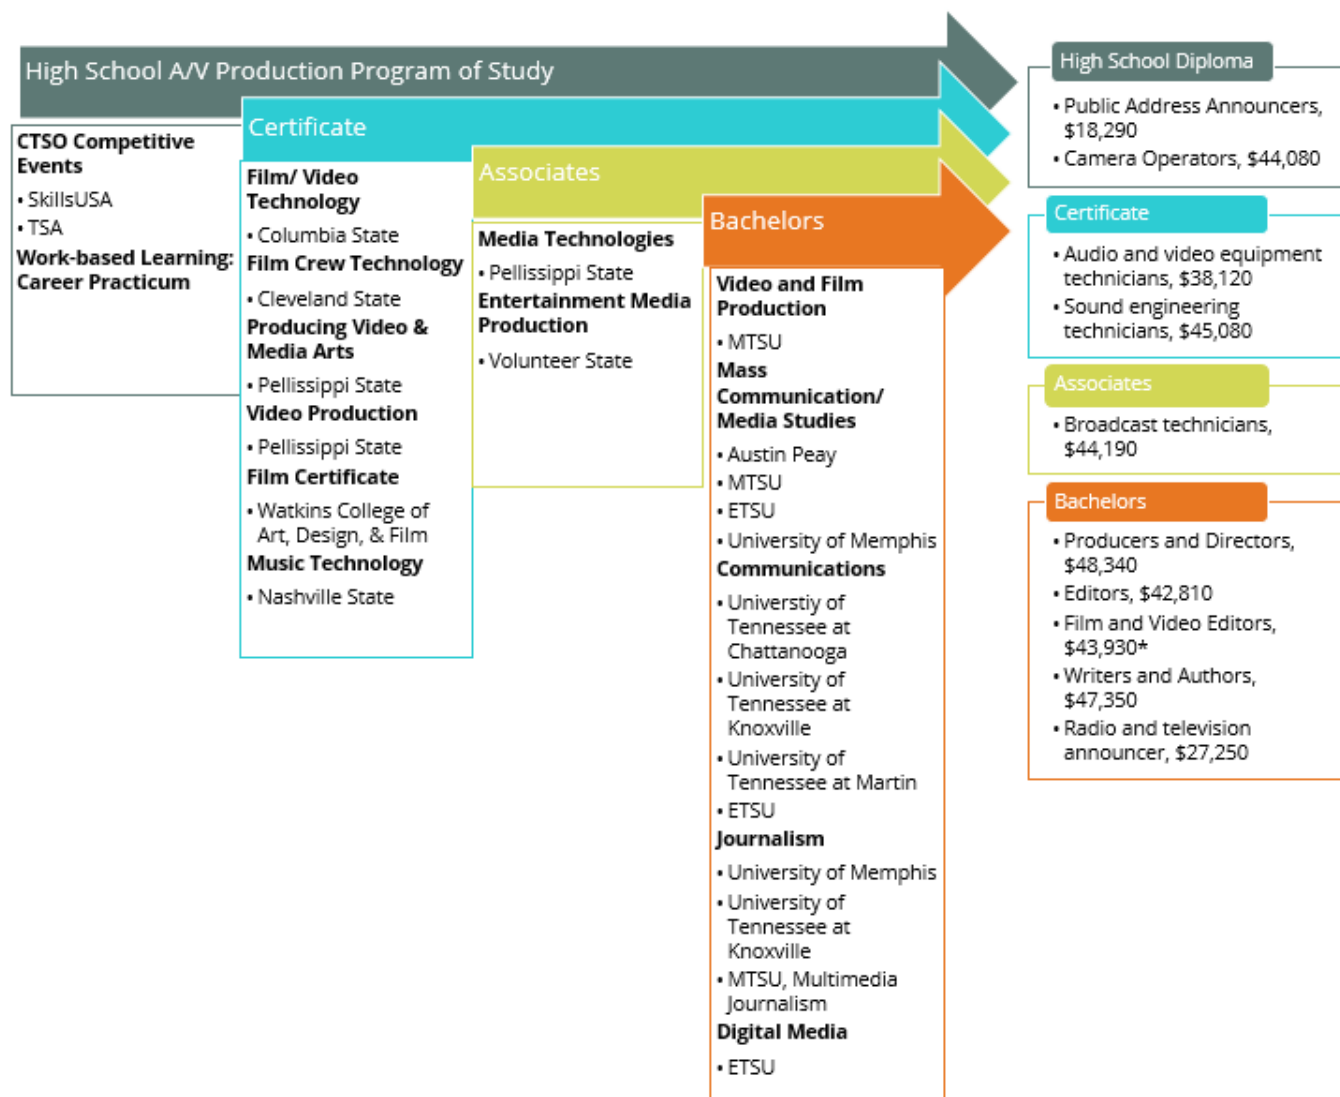 High School A/V Production Program of Study
CTSO Competitive
Events
• SkillsUSA
• TSA
Work-based Learning:
Career Practicum
Certificate
Film/ Video
Technology
• Columbia State
Film Crew Technology
• Cleveland State
Producing Video &
Media Arts
• Pellissippi State
Video Production
• Pellissippi State
Film Certificate
• Watkins College of
Art, Design, & Film
Music Technology
• Nashville State
Associates
Media Technologies
• Pellissippi State
Entertainment Media
Production
• Volunteer State
Bachelors
Video and Film
Production
• MTSU
Mass
Communication/
Media Studies
• Austin Peay
• MTSU
• ETSU
• University of Memphis
Communications
• Universtiy of
Tennessee at
Chattanooga
• University of
Tennessee at
Knoxville
• University of
Tennessee at Martin
• ETSU
Journalism
• University of Memphis
• University of
Tennessee at
Knoxville
• MTSU, Multimedia
Journalism
Digital Media
• ETSU
High School Diploma
• Public Address Announcers,
$18,290
• Camera Operators, $44,080
Certificate
• Audio and video equipment
technicians, $38,120
• Sound engineering
technicians, $45,080
Associates
• Broadcast technicians,
$44,190
Bachelors
• Producers and Directors,
$48,340
• Editors, $42,810
• Film and Video Editors,
$43,930*
• Writers and Authors,
$47,350
• Radio and television
announcer, $27,250